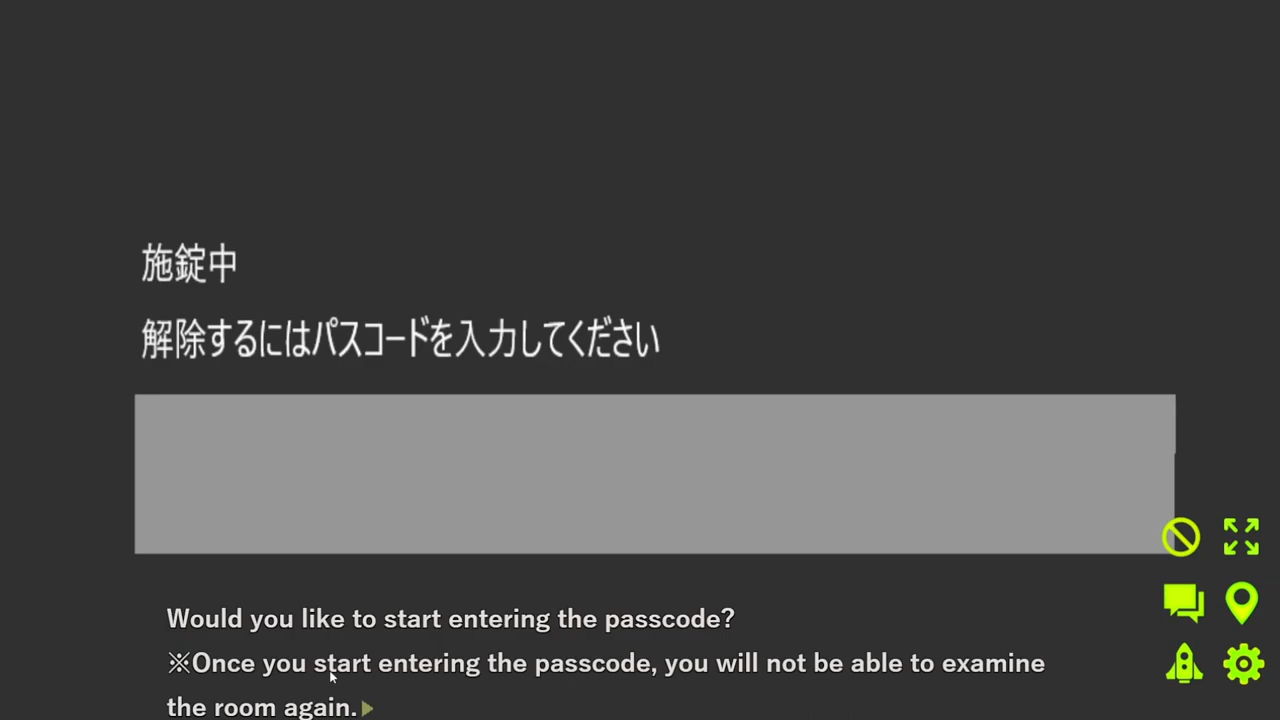 施錠中
解除するにはパスコードを入力してください
Would you like to start entering the passcode?
※Once you start entering the passcode, you will not be able to examine
the room again.